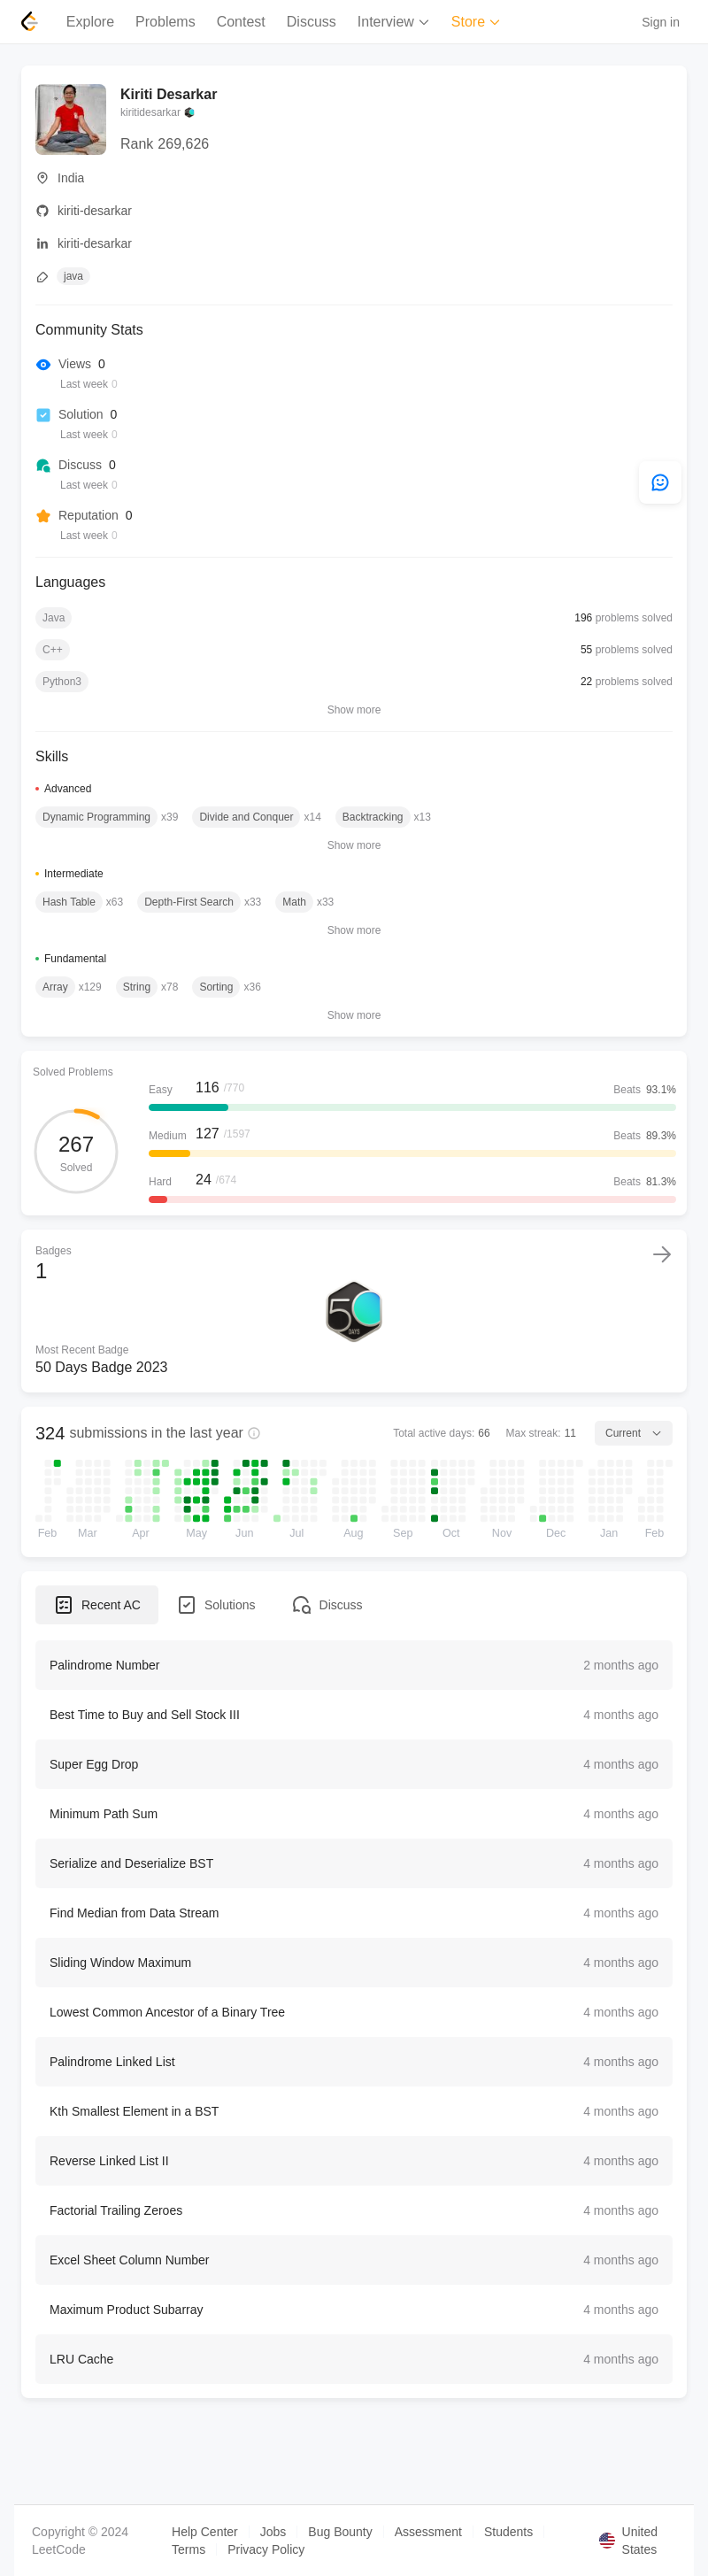 Explore Problems Contest Discuss Interview Store Sign in
Kiriti Desarkar
kiritidesarkar
Rank 269,626
India
kiriti-desarkar
kiriti-desarkar
java
Community Stats
Views 0
Last week 0
Solution 0
Last week 0
Discuss 0
Last week 0
Reputation 0
Last week 0
Languages
Java 196 problems solved
C++ 55 problems solved
Python3 22 problems solved
Show more
Skills
Advanced
Dynamic Programming x39 Divide and Conquer x14 Backtracking x13
Show more
Intermediate
Hash Table x63 Depth-First Search x33 Math x33
Show more
Fundamental
Array x129 String x78 Sorting x36
Show more
Solved Problems
267
Solved
Easy 116 /770 Beats 93.1%
Medium 127 /1597 Beats 89.3%
Hard 24 /674 Beats 81.3%
Badges
1
50
DAYS
Most Recent Badge
50 Days Badge 2023
324 submissions in the last year Total active days: 66 Max streak: 11 Current
Feb Mar Apr May Jun Jul Aug Sep Oct Nov Dec Jan Feb
Recent AC Solutions Discuss
Palindrome Number 2 months ago
Best Time to Buy and Sell Stock III 4 months ago
Super Egg Drop 4 months ago
Minimum Path Sum 4 months ago
Serialize and Deserialize BST 4 months ago
Find Median from Data Stream 4 months ago
Sliding Window Maximum 4 months ago
Lowest Common Ancestor of a Binary Tree 4 months ago
Palindrome Linked List 4 months ago
Kth Smallest Element in a BST 4 months ago
Reverse Linked List II 4 months ago
Factorial Trailing Zeroes 4 months ago
Excel Sheet Column Number 4 months ago
Maximum Product Subarray 4 months ago
LRU Cache 4 months ago
Copyright © 2024 LeetCode
Help Center Jobs Bug Bounty Assessment Students
Terms Privacy Policy
United States